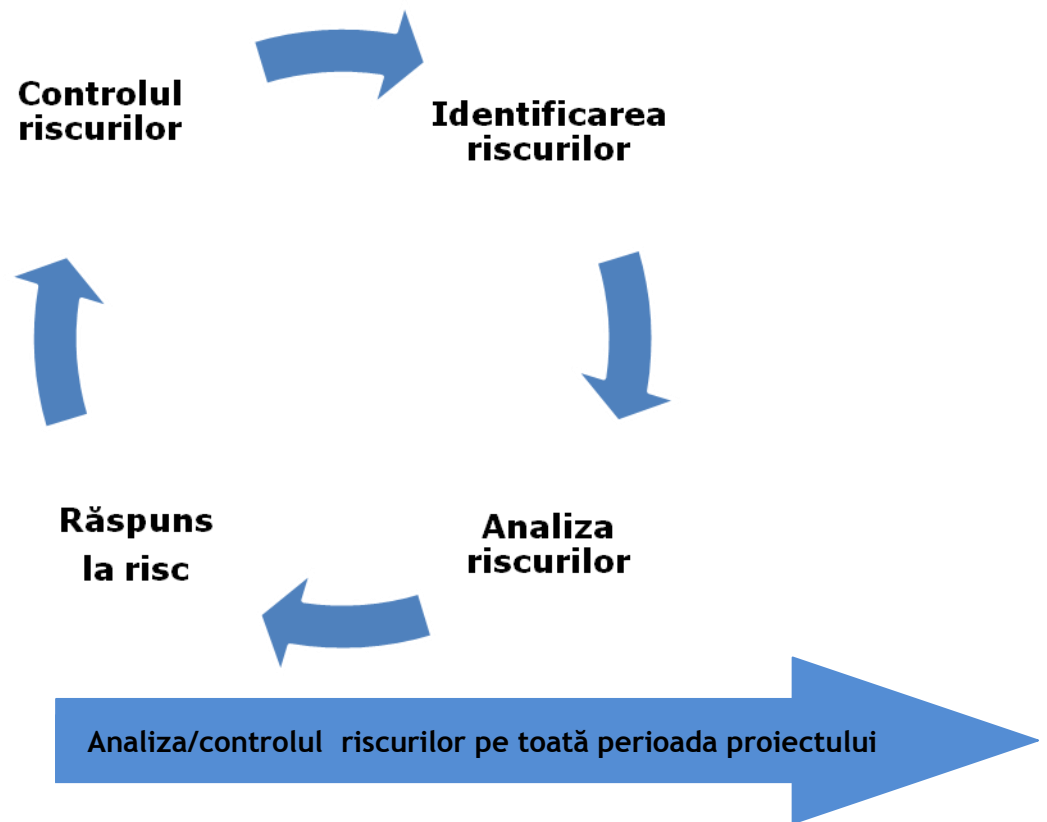 Controlul
riscurilor
Identificarea
riscurilor
Răspuns
la risc
Analiza
riscurilor
Analiza/controlul  riscurilor pe toată perioada proiectului